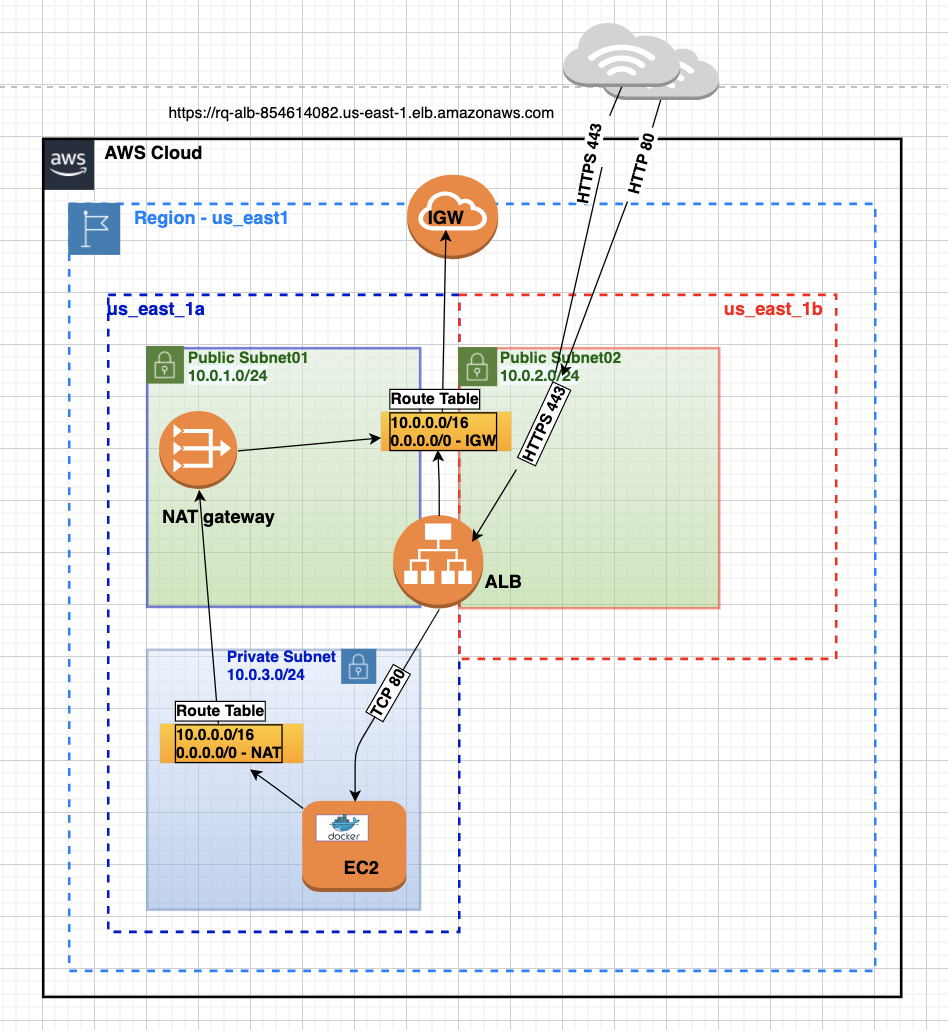 https://rq-alb-854614082.us-east-1.elb.amazonaws.com
HTTPS 443
HTTP 80
aws
AWS Cloud
Region - us_east1
IGW
us_east_1a
us_east_1b
Public Subnet01
10.0.1.0/24
Public Subnet02
10.0.2.0/24
Route Table
10.0.0.0/16
0.0.0.0/0 - IGW
HTTPS 443
NAT gateway
ALB
Private Subnet
10.0.3.0/24
TCP 80
Route Table
10.0.0.0/16
0.0.0.0/0 - NAT
docker
EC2